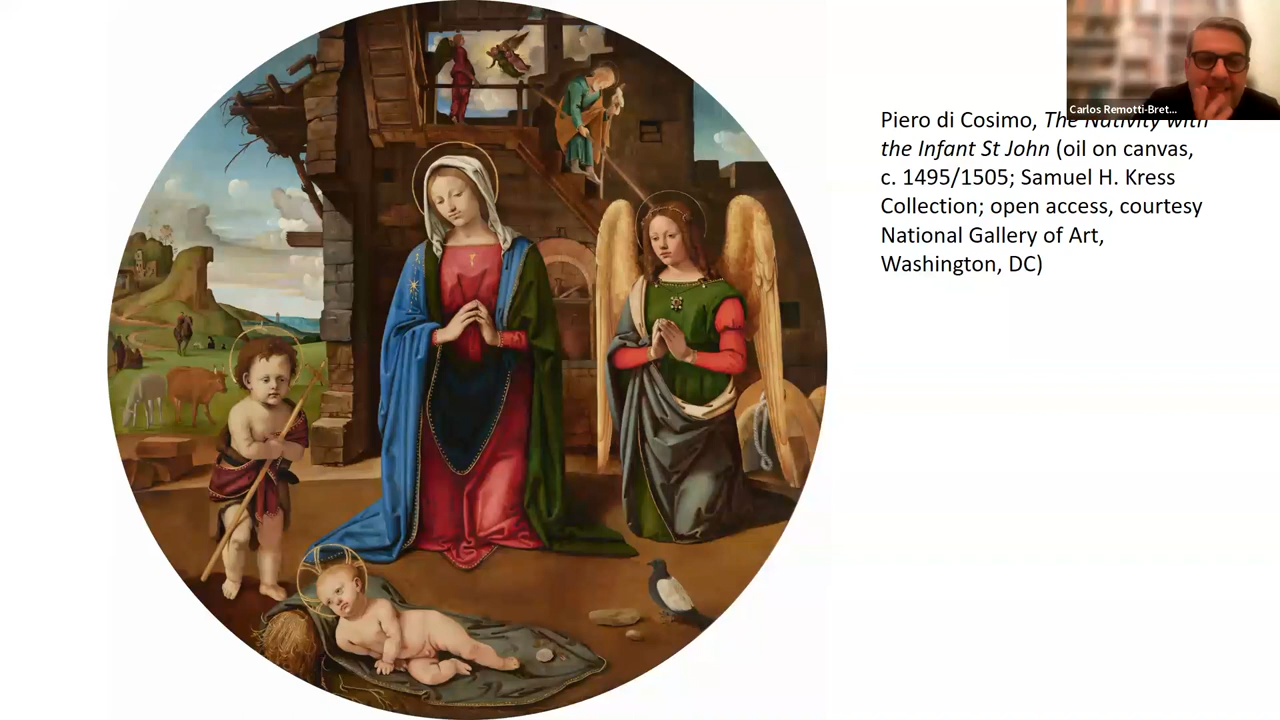 Carlos Remotti-Bret...
Piero di Cosimo, The Nativity with
the Infant St John (oil on canvas,
c. 1495/1505; Samuel H. Kress
Collection; open access, courtesy
National Gallery of Art,
Washington, DC)